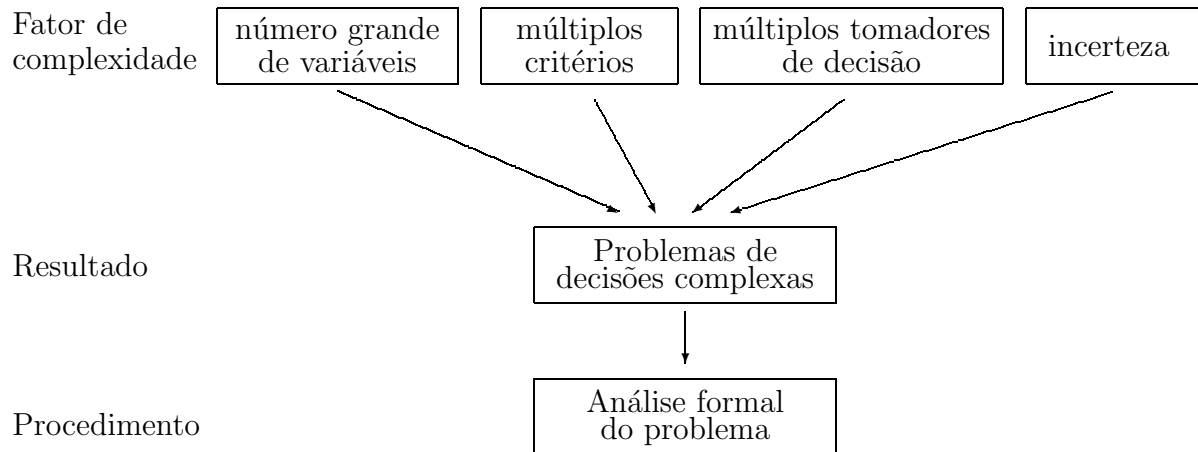 Fator de
complexidade
número grande
de variáveis
múltiplos
critérios
múltiplos tomadores
de decisão
incerteza
Resultado
Problemas de
decisões complexas
Procedimento
Análise formal
do problema